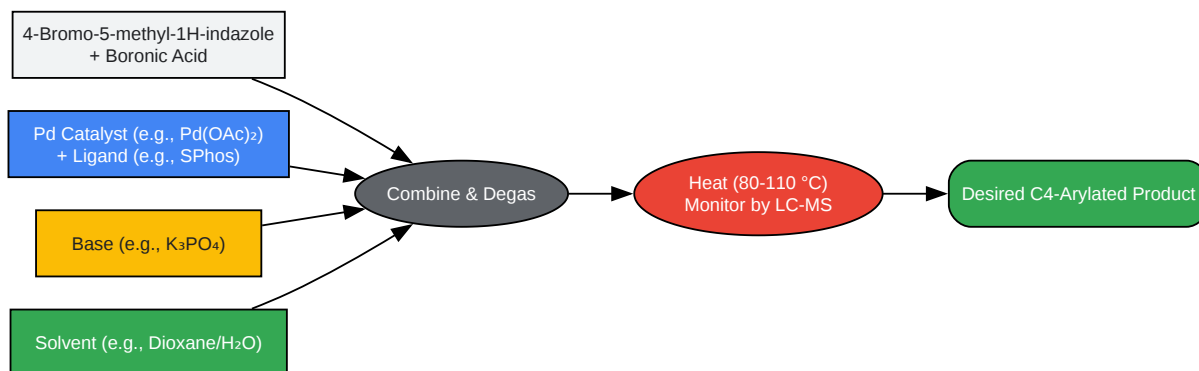 4-Bromo-5-methyl-1H-indazole
+ Boronic Acid
Pd Catalyst (e.g., Pd(OAc)₂)
+ Ligand (e.g., SPhos)
Base (e.g., K₃PO₄)
Solvent (e.g., Dioxane/H₂O)
Combine & Degas
Heat (80-110 °C)
Monitor by LC-MS
Desired C4-Arylated Product